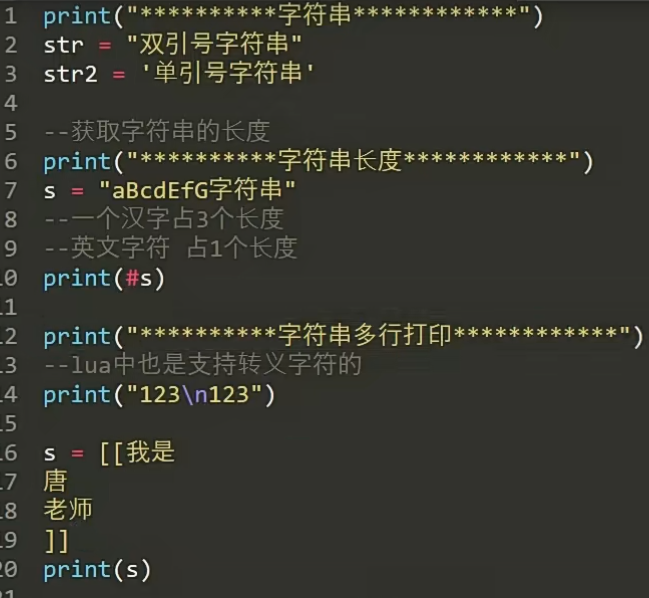 1 print("**********字符串************")
2 str = "双引号字符串"
3 str2 = '单引号字符串'
4
5 --获取字符串的长度
6 print("**********字符串长度************")
7 s = "aBcdEfG字符串"
8 --一个汉字占3个长度
9 --英文字符 占1个长度
10 print(#s)
11
12 print("**********字符串多行打印************")
13 --lua中也是支持转义字符的
14 print("123\n123")
15
16 s = [[我是
17 唐
18 老师
19 ]]
20 print(s)
21